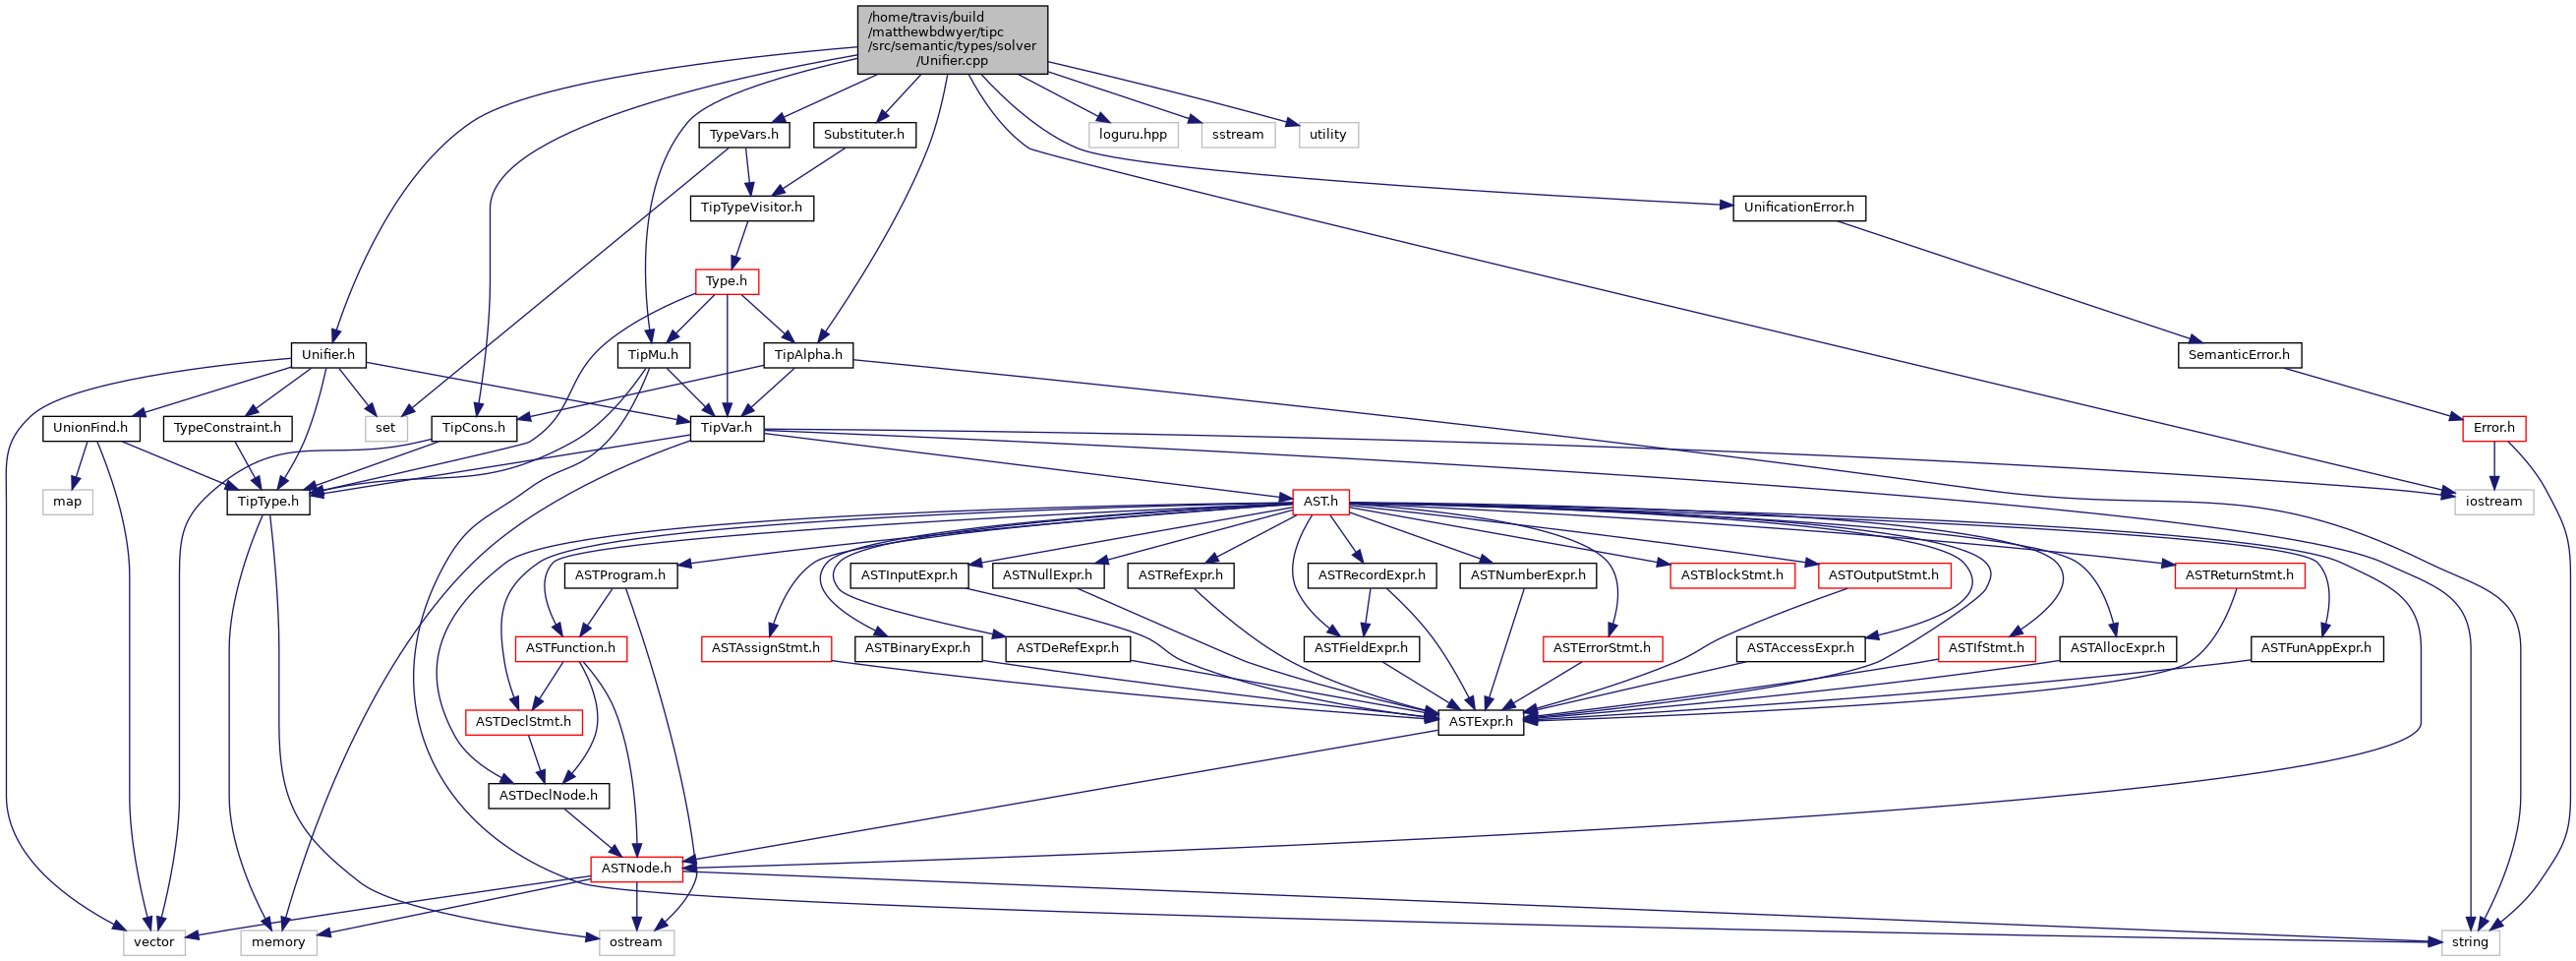 /home/travis/build
/matthewbdwyer/tipc
/src/semantic/types/solver
/Unifier.cpp
TypeVars.h
Substituter.h
loguru.hpp
sstream
utility
TipTypeVisitor.h
UnificationError.h
Type.h
Unifier.h
TipMu.h
TipAlpha.h
SemanticError.h
UnionFind.h
TypeConstraint.h
set
TipCons.h
TipVar.h
Error.h
map
TipType.h
AST.h
iostream
ASTProgram.h
ASTInputExpr.h
ASTNullExpr.h
ASTRefExpr.h
ASTRecordExpr.h
ASTNumberExpr.h
ASTBlockStmt.h
ASTOutputStmt.h
ASTReturnStmt.h
ASTFunction.h
ASTAssignStmt.h
ASTBinaryExpr.h
ASTDeRefExpr.h
ASTFieldExpr.h
ASTErrorStmt.h
ASTAccessExpr.h
ASTIfStmt.h
ASTAllocExpr.h
ASTFunAppExpr.h
ASTDeclStmt.h
ASTExpr.h
ASTDeclNode.h
ASTNode.h
vector
memory
ostream
string